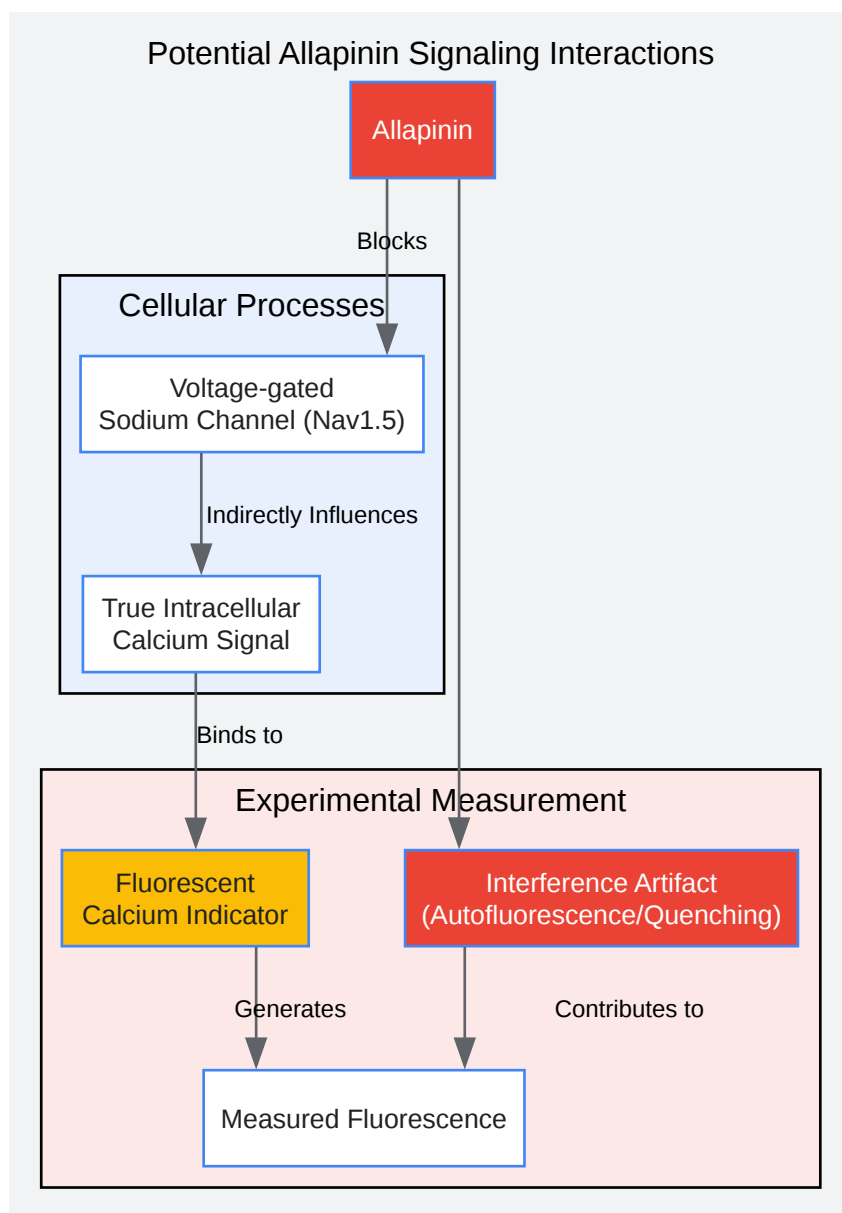 Potential Allapinin Signaling Interactions
Allapinin
Blocks
Cellular Processes
Voltage-gated
Sodium Channel (Nav1.5)
Indirectly Influences
True Intracellular
Calcium Signal
Binds to
Experimental Measurement
Fluorescent
Calcium Indicator
Interference Artifact
(Autofluorescence/Quenching)
Generates
Contributes to
Measured Fluorescence